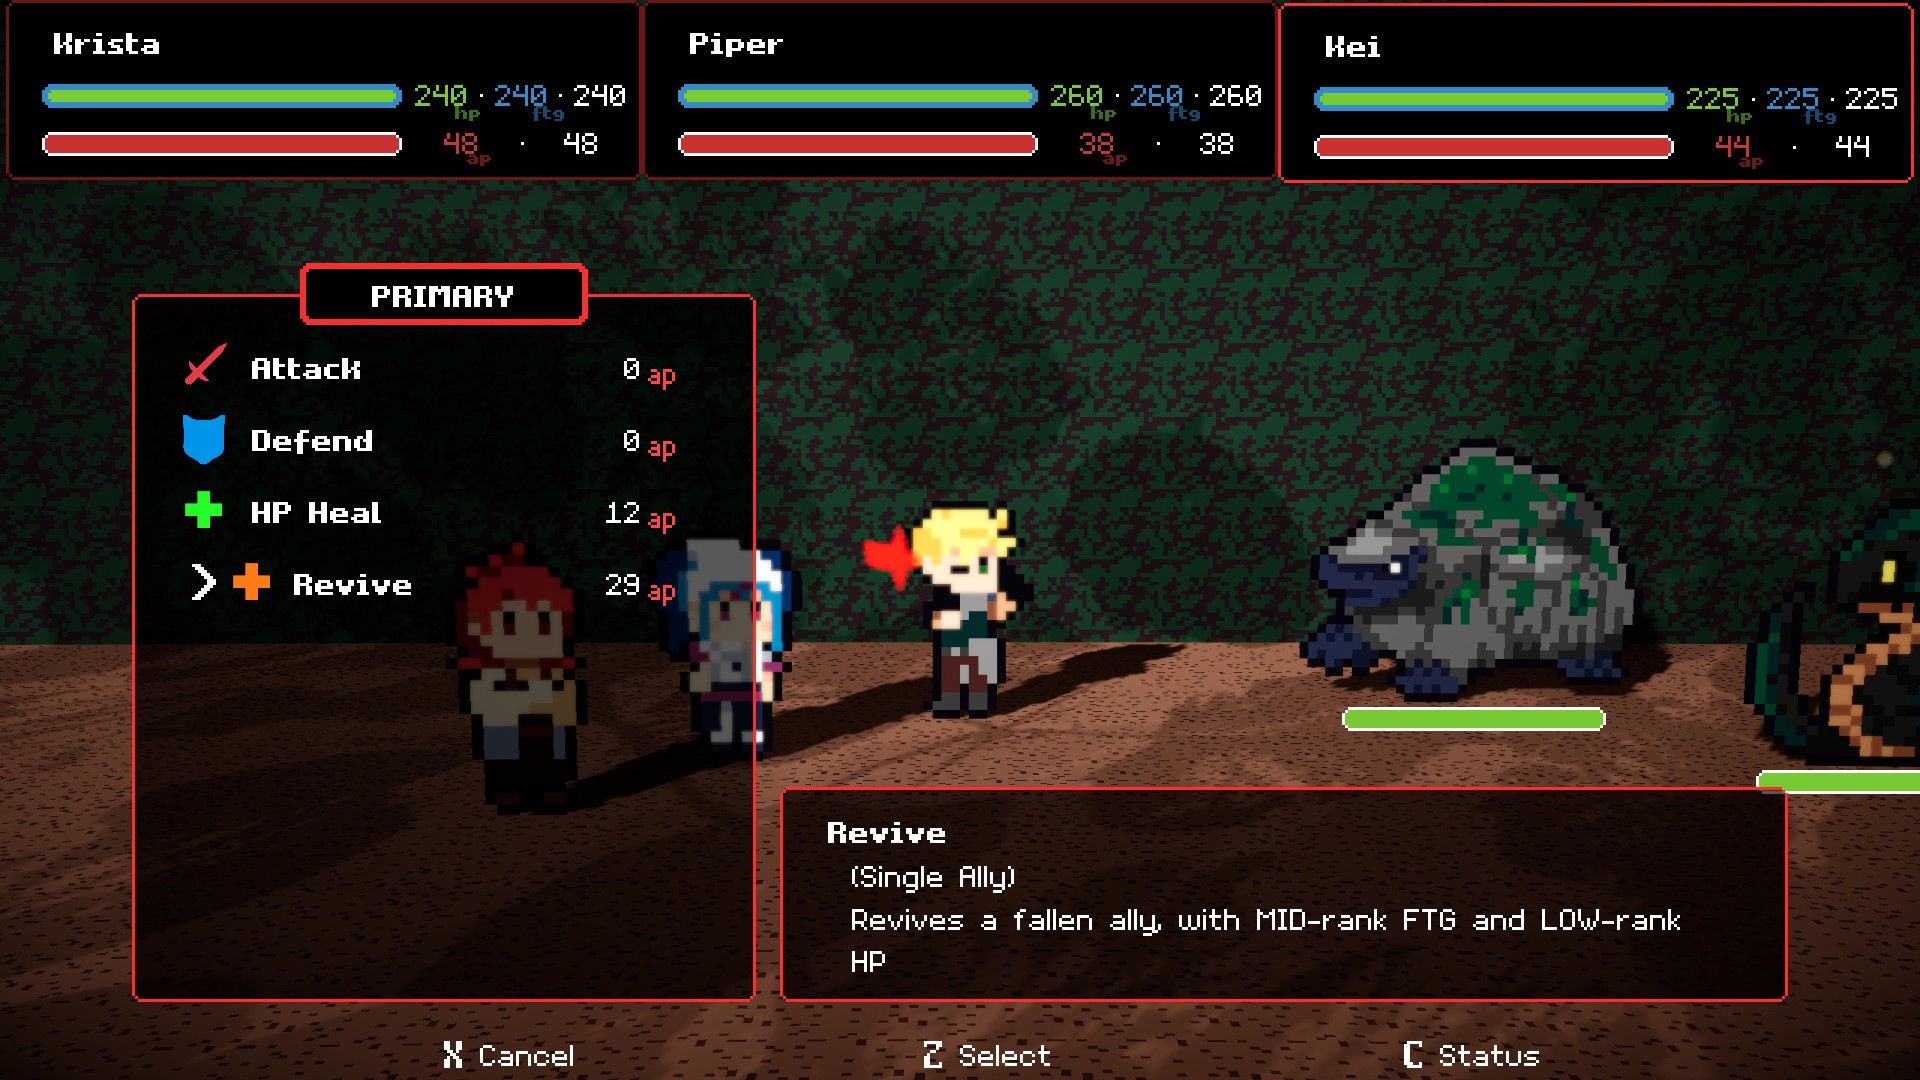 Krista
240 hp · 240 ftg · 240
48 ap · 48
Piper
260 hp · 260 ftg · 260
38 ap · 38
Kei
225 hp · 225 ftg · 225
44 ap · 44
PRIMARY
Attack 0 ap
Defend 0 ap
HP Heal 12 ap
Revive 29 ap
Revive
(Single Ally)
Revives a fallen ally, with MID-rank FTG and LOW-rank
HP
X Cancel Z Select C Status